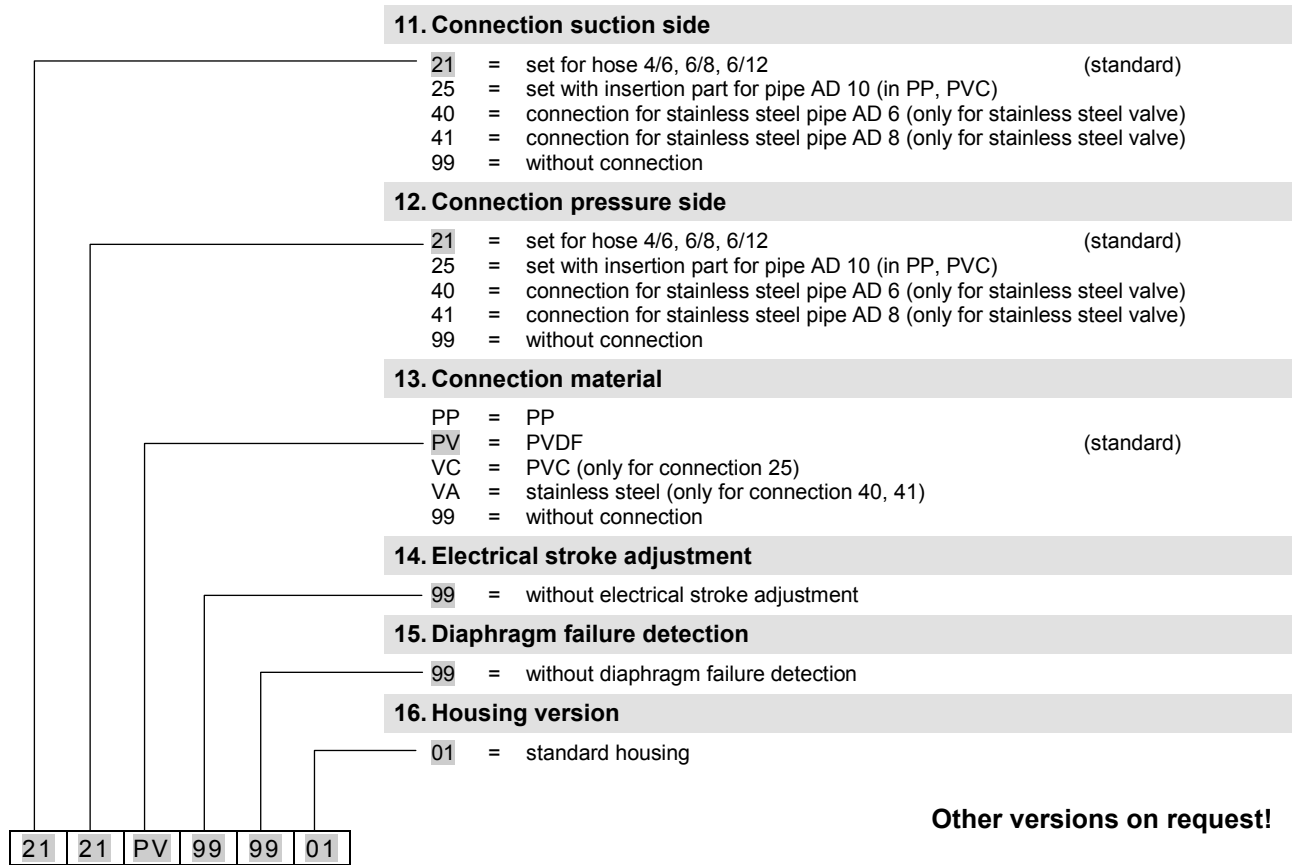 11. Connection suction side
21 = set for hose 4/6, 6/8, 6/12 (standard)
25 = set with insertion part for pipe AD 10 (in PP, PVC)
40 = connection for stainless steel pipe AD 6 (only for stainless steel valve)
41 = connection for stainless steel pipe AD 8 (only for stainless steel valve)
99 = without connection
12. Connection pressure side
21 = set for hose 4/6, 6/8, 6/12 (standard)
25 = set with insertion part for pipe AD 10 (in PP, PVC)
40 = connection for stainless steel pipe AD 6 (only for stainless steel valve)
41 = connection for stainless steel pipe AD 8 (only for stainless steel valve)
99 = without connection
13. Connection material
PP = PP
PV = PVDF (standard)
VC = PVC (only for connection 25)
VA = stainless steel (only for connection 40, 41)
99 = without connection
14. Electrical stroke adjustment
99 = without electrical stroke adjustment
15. Diaphragm failure detection
99 = without diaphragm failure detection
16. Housing version
01 = standard housing
Other versions on request!
21 21 PV 99 99 01